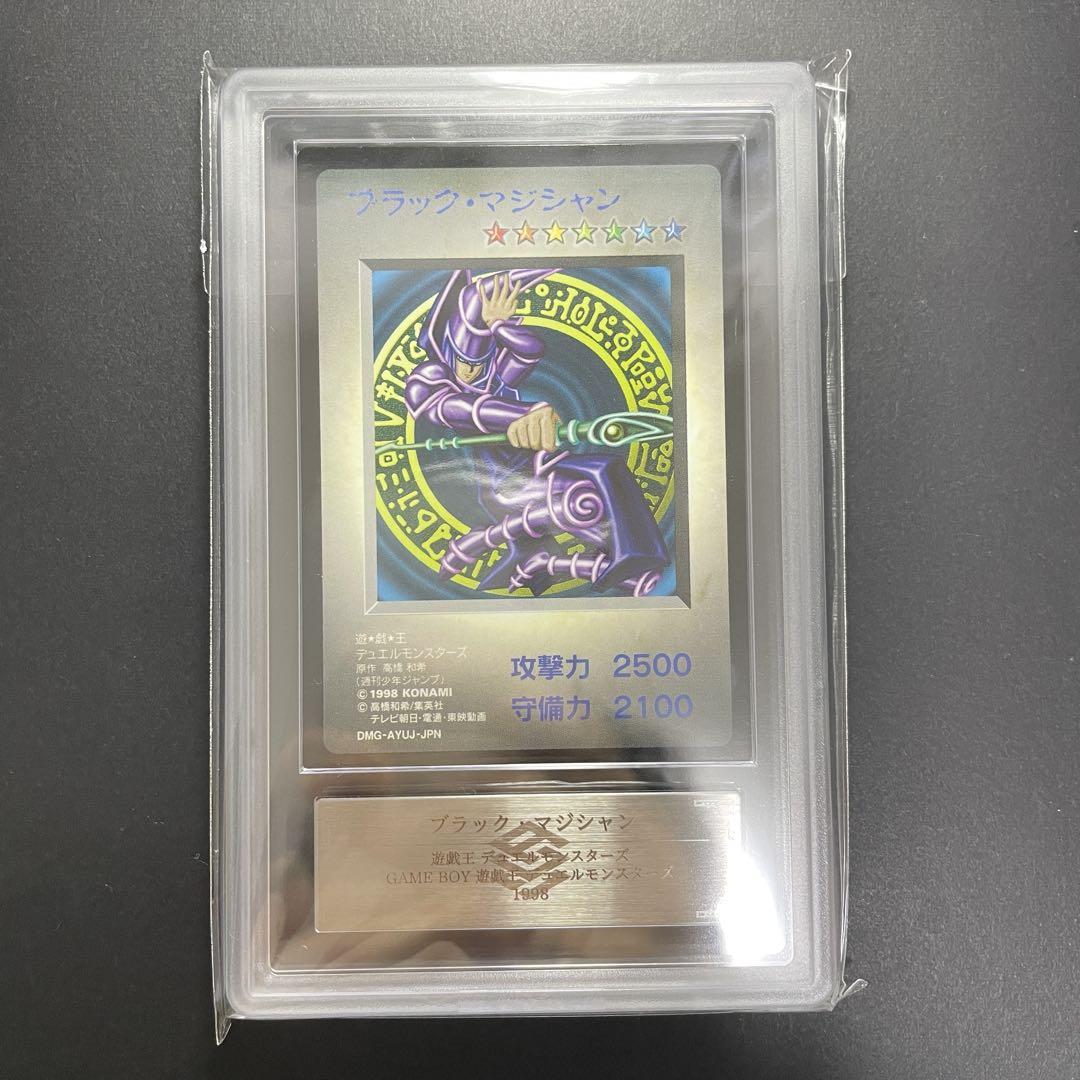 ブラック・マジシャン
遊★戯★王
デュエルモンスターズ
原作 高橋 和希
(週刊少年ジャンプ)
©1998 KONAMI
©高橋和希/集英社
テレビ朝日・電通・東映動画
DMG-AYUJ-JPN
攻撃力 2500
守備力 2100
ブラック・マジシャン
遊戯王 デュエルモンスターズ
GAME BOY 遊戯王 デュエルモンスターズ
1998